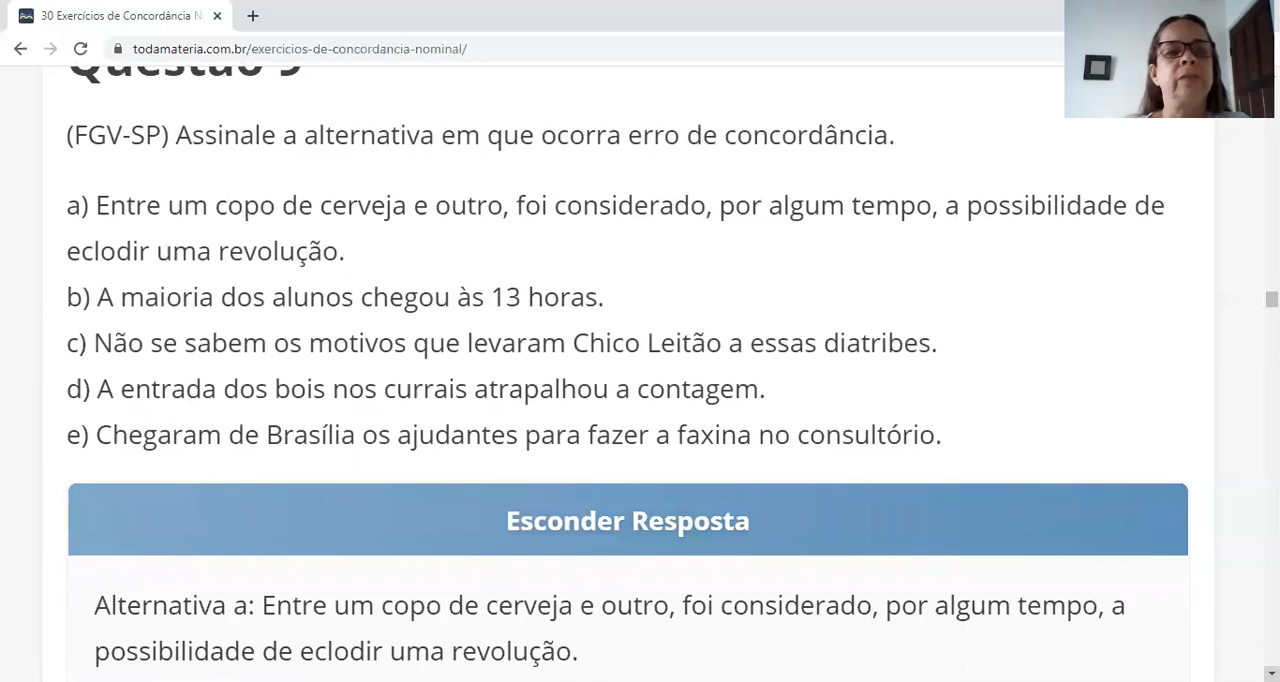 30 Exercícios de Concordância N
todamateria.com.br/exercicios-de-concordancia-nominal/
Questão 9
(FGV-SP) Assinale a alternativa em que ocorra erro de concordância.
a) Entre um copo de cerveja e outro, foi considerado, por algum tempo, a possibilidade de
eclodir uma revolução.
b) A maioria dos alunos chegou às 13 horas.
c) Não se sabem os motivos que levaram Chico Leitão a essas diatribes.
d) A entrada dos bois nos currais atrapalhou a contagem.
e) Chegaram de Brasília os ajudantes para fazer a faxina no consultório.
Esconder Resposta
Alternativa a: Entre um copo de cerveja e outro, foi considerado, por algum tempo, a
possibilidade de eclodir uma revolução.